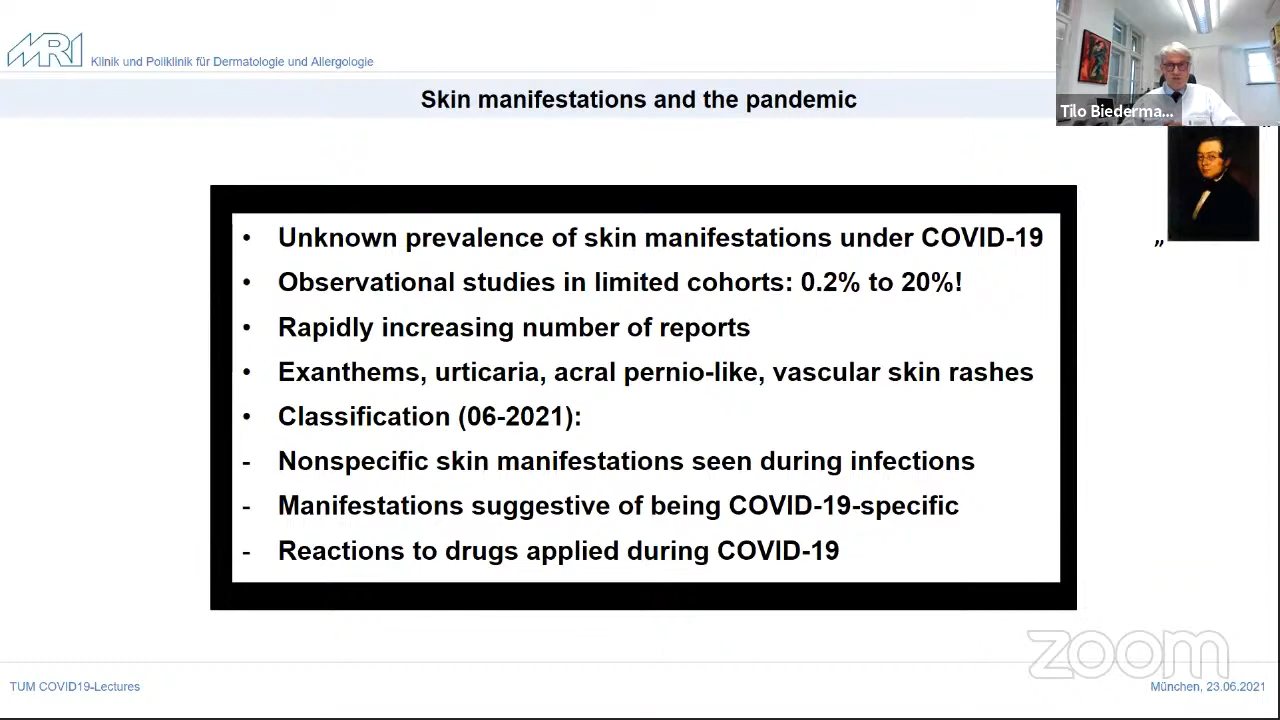 MRI
Klinik und Poliklinik für Dermatologie und Allergologie
Skin manifestations and the pandemic
Tilo Biederma...
„
• Unknown prevalence of skin manifestations under COVID-19
• Observational studies in limited cohorts: 0.2% to 20%!
• Rapidly increasing number of reports
• Exanthems, urticaria, acral pernio-like, vascular skin rashes
• Classification (06-2021):
- Nonspecific skin manifestations seen during infections
- Manifestations suggestive of being COVID-19-specific
- Reactions to drugs applied during COVID-19
zoom
TUM COVID19-Lectures
München, 23.06.2021